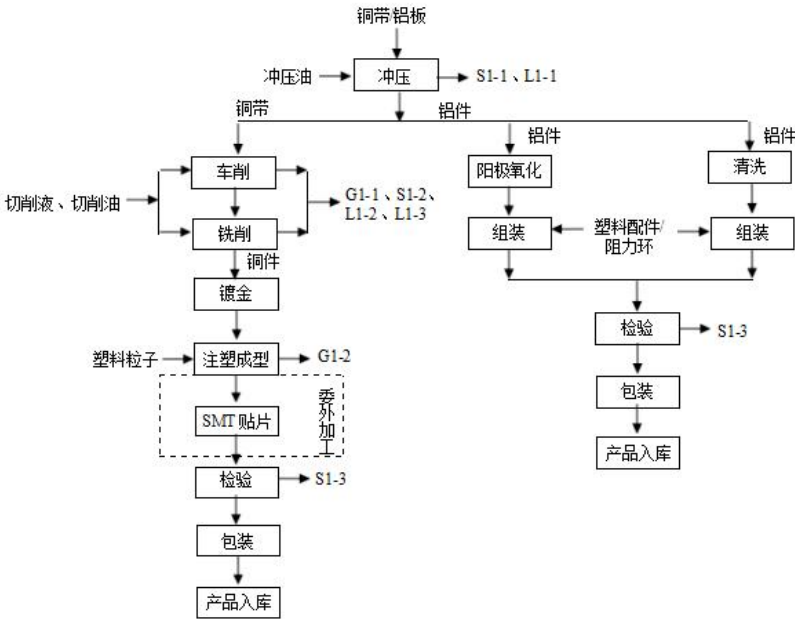 铜带/铝板
冲压油
冲压
S1-1、L1-1
铜带
铝件
铝件
铝件
车削
阳极氧化
清洗
切削液、切削油
G1-1、S1-2、
L1-2、L1-3
铣削
组装
塑料配件/
阻力环
组装
铜件
镀金
检验
S1-3
塑料粒子
注塑成型
G1-2
委外加工
SMT 贴片
包装
产品入库
检验
S1-3
包装
产品入库